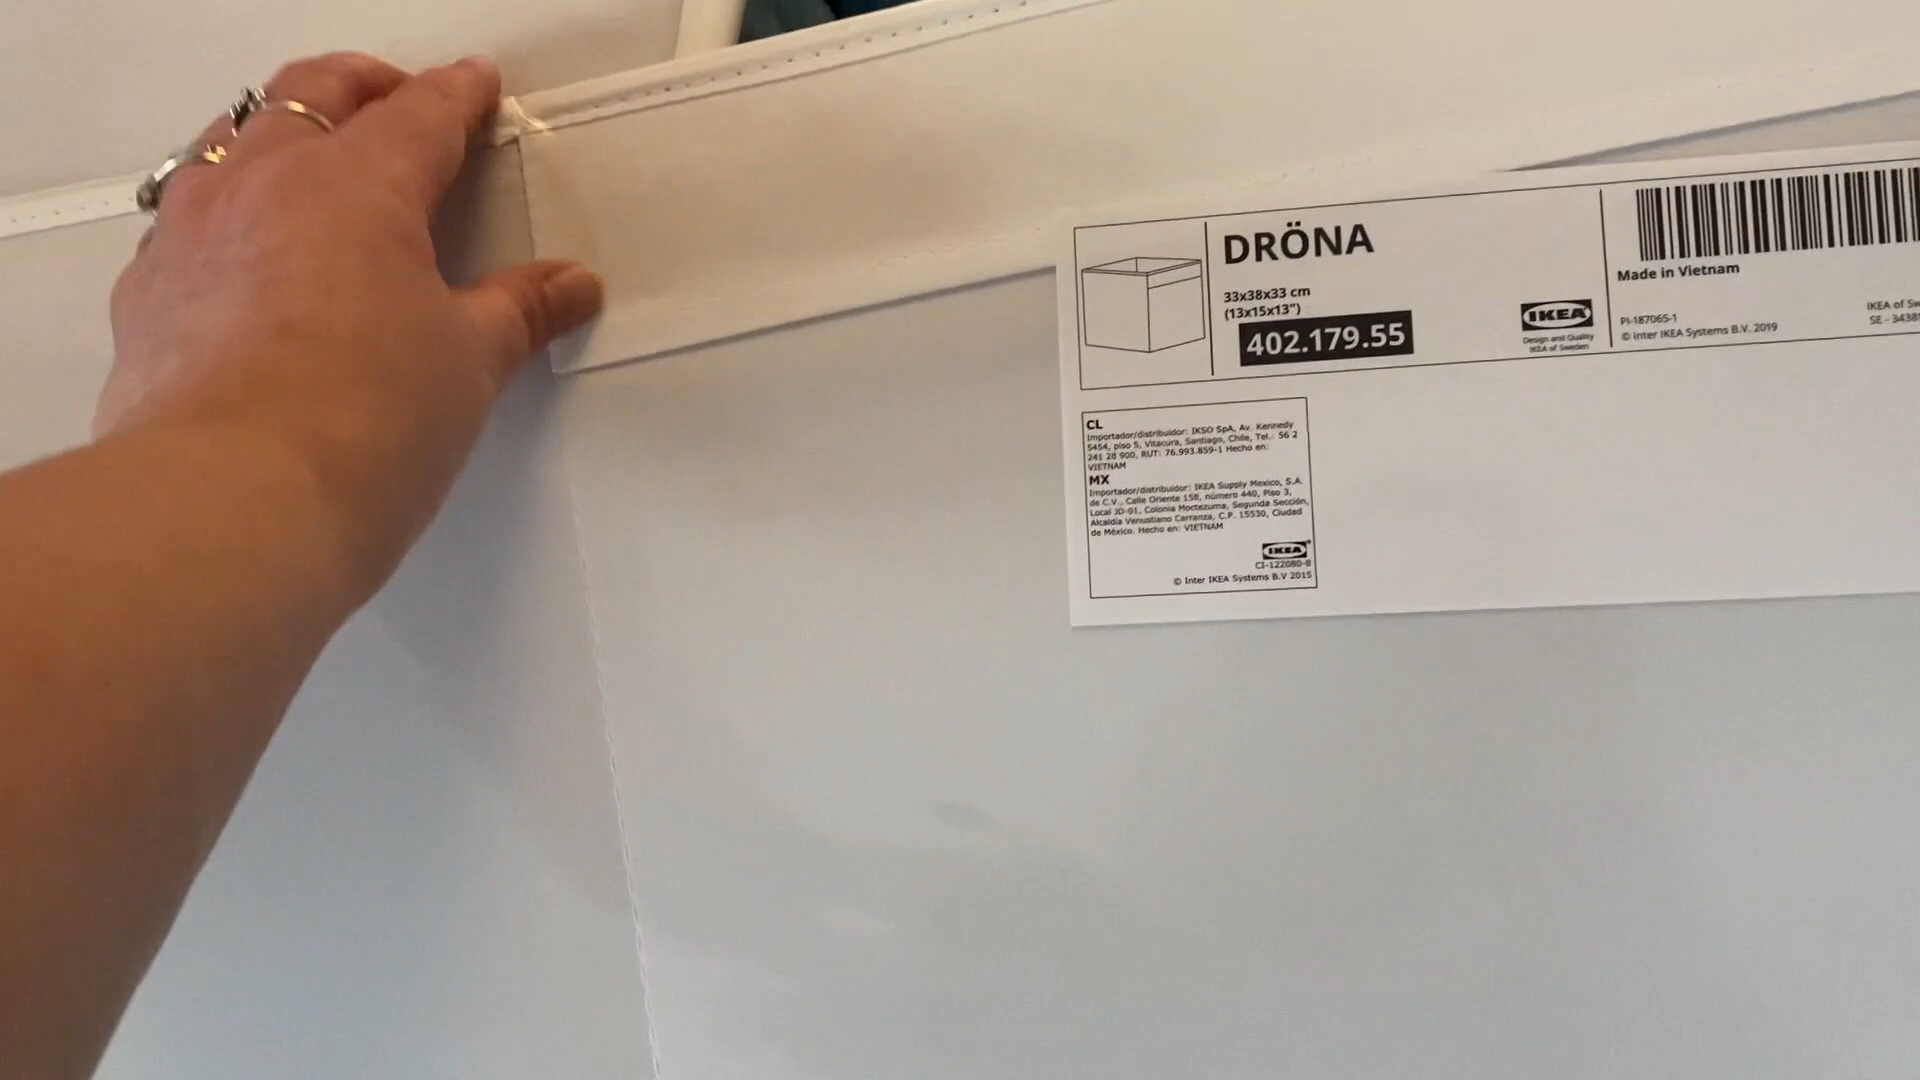 DRÖNA
33x38x33 cm
(13x15x13")
402.179.55
IKEA
Design and Quality
IKEA of Sweden
Made in Vietnam
PI-187065-1
© Inter IKEA Systems B.V. 2019
IKEA of
SE - 3438
CL
Importador/distribuidor: IKSO SpA, Av. Kennedy
5454, piso 5, Vitacura, Santiago, Chile, Tel.: 56 2
241 28 900, RUT: 76.993.859-1 Hecho en:
VIETNAM
MX
Importador/distribuidor: IKEA Supply Mexico, S.A.
de C.V., Calle Oriente 158, número 440, Piso 3,
Local JD-01, Colonia Moctezuma, Segunda Sección,
Alcaldía Venustiano Carranza, C.P. 15530, Ciudad
de México. Hecho en: VIETNAM
IKEA
CI-122080-8
© Inter IKEA Systems B.V 2015